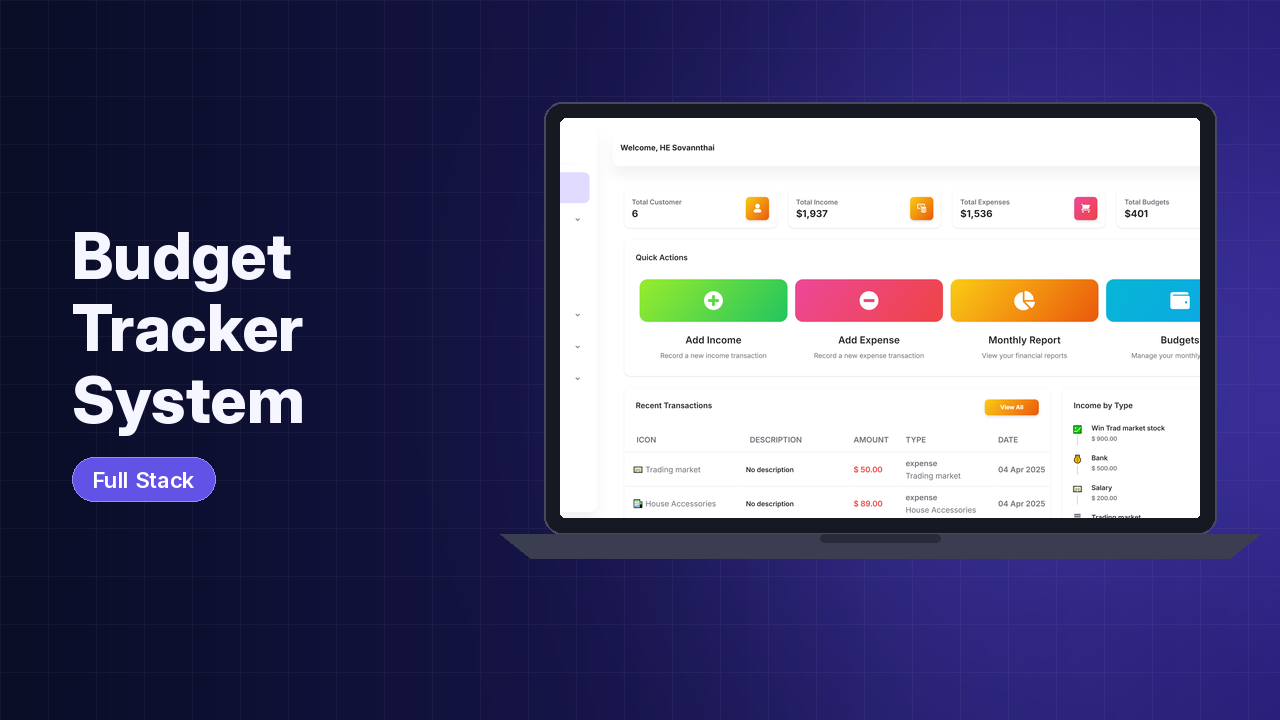 Budget
Tracker
System
Full Stack
Welcome, HE Sovannthai
Total Customer
6
Total Income
$1,937
Total Expenses
$1,536
Total Budgets
$401
Quick Actions
Add Income
Record a new income transaction
Add Expense
Record a new expense transaction
Monthly Report
View your financial reports
Budgets
Manage your monthly
Recent Transactions
View All
ICON DESCRIPTION AMOUNT TYPE DATE
Trading market No description $ 50.00 expense Trading market 04 Apr 2025
House Accessories No description $ 89.00 expense House Accessories 04 Apr 2025
Income by Type
Win Trad market stock
$ 900.00
Bank
$ 500.00
Salary
$ 200.00
Trading market